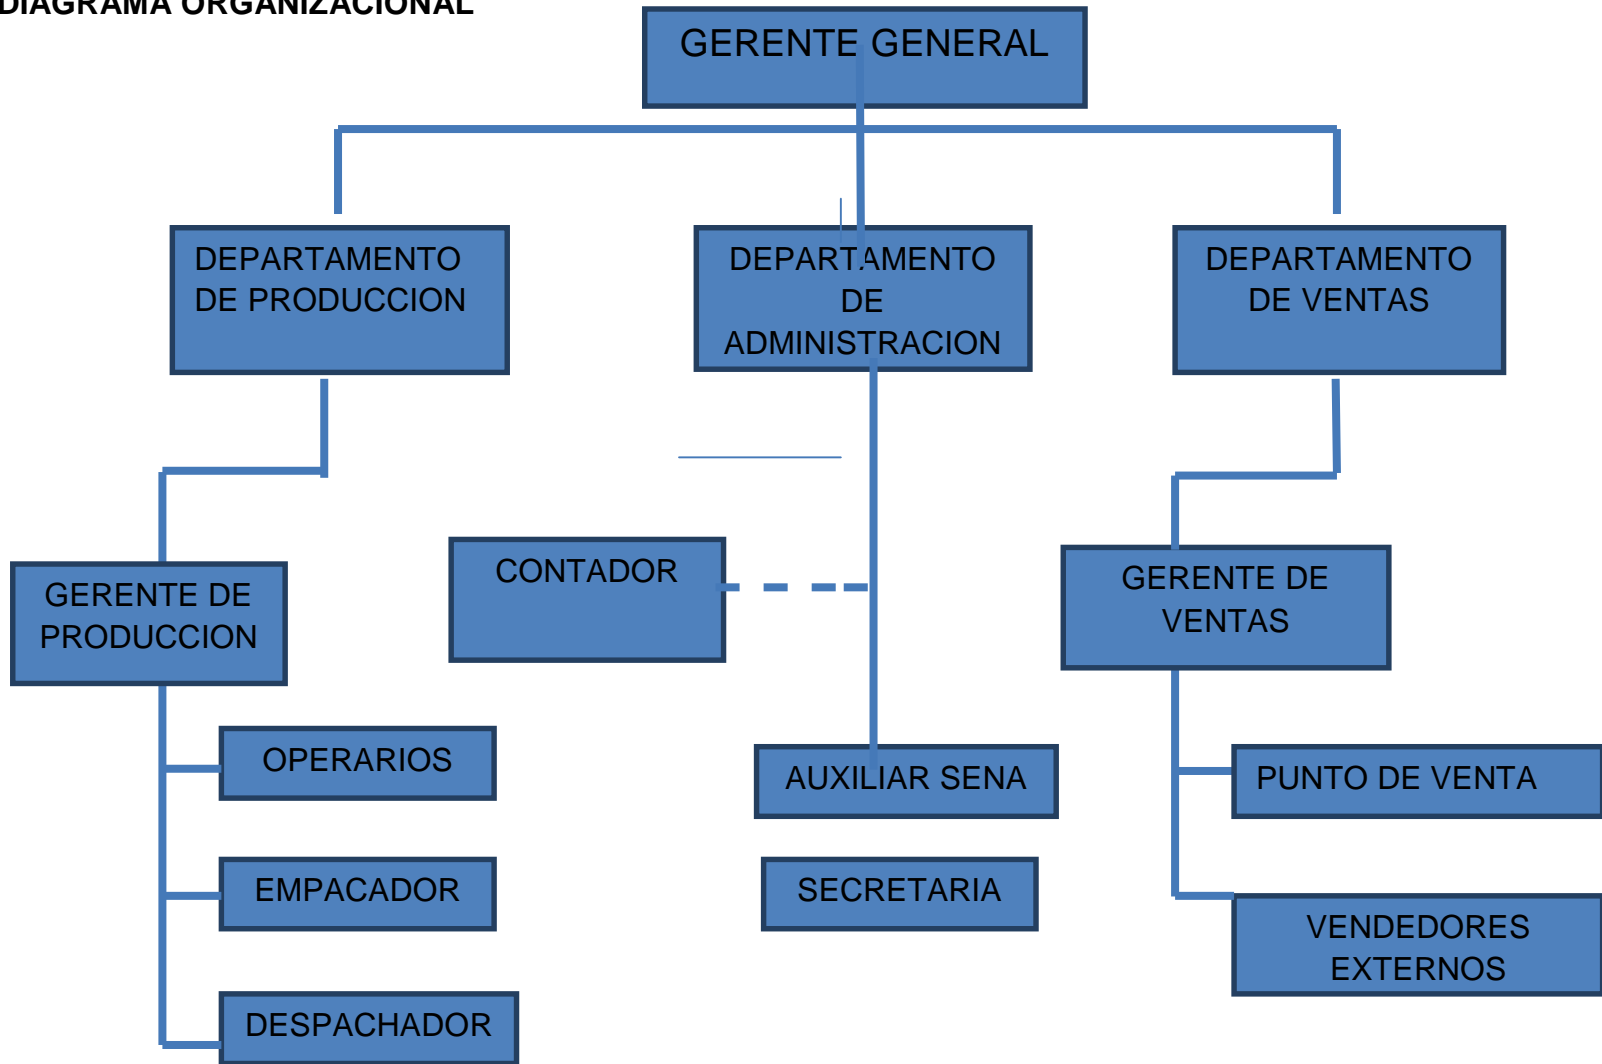 DIAGRAMA ORGANIZACIONAL
GERENTE GENERAL
DEPARTAMENTO
DE PRODUCCION
DEPARTAMENTO
DE
ADMINISTRACION
DEPARTAMENTO
DE VENTAS
CONTADOR
GERENTE DE
PRODUCCION
GERENTE DE
VENTAS
OPERARIOS
AUXILIAR SENA
PUNTO DE VENTA
EMPACADOR
SECRETARIA
VENDEDORES
EXTERNOS
DESPACHADOR